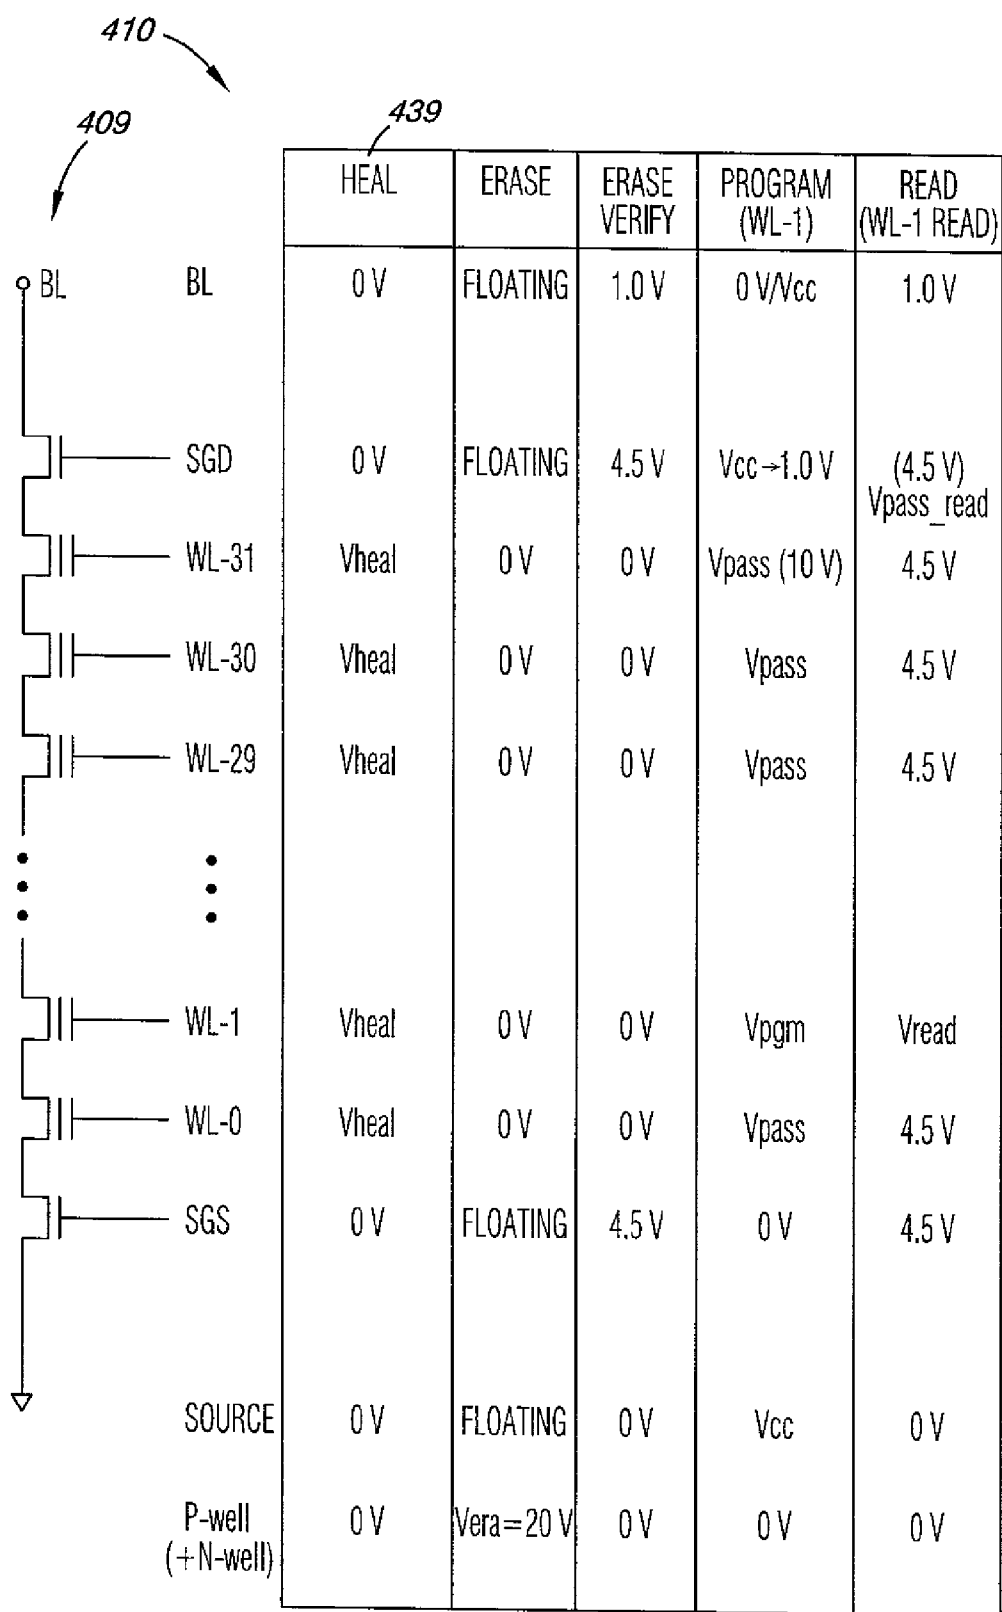 410
409
439
HEAL ERASE ERASE VERIFY PROGRAM (WL-1) READ (WL-1 READ)
BL BL 0 V FLOATING 1.0 V 0 V/Vcc 1.0 V
SGD 0 V FLOATING 4.5 V Vcc→1.0 V (4.5 V) Vpass_read
WL-31 Vheal 0 V 0 V Vpass (10 V) 4.5 V
WL-30 Vheal 0 V 0 V Vpass 4.5 V
WL-29 Vheal 0 V 0 V Vpass 4.5 V
WL-1 Vheal 0 V 0 V Vpgm Vread
WL-0 Vheal 0 V 0 V Vpass 4.5 V
SGS 0 V FLOATING 4.5 V 0 V 4.5 V
SOURCE 0 V FLOATING 0 V Vcc 0 V
P-well (+N-well) 0 V Vera=20 V 0 V 0 V 0 V